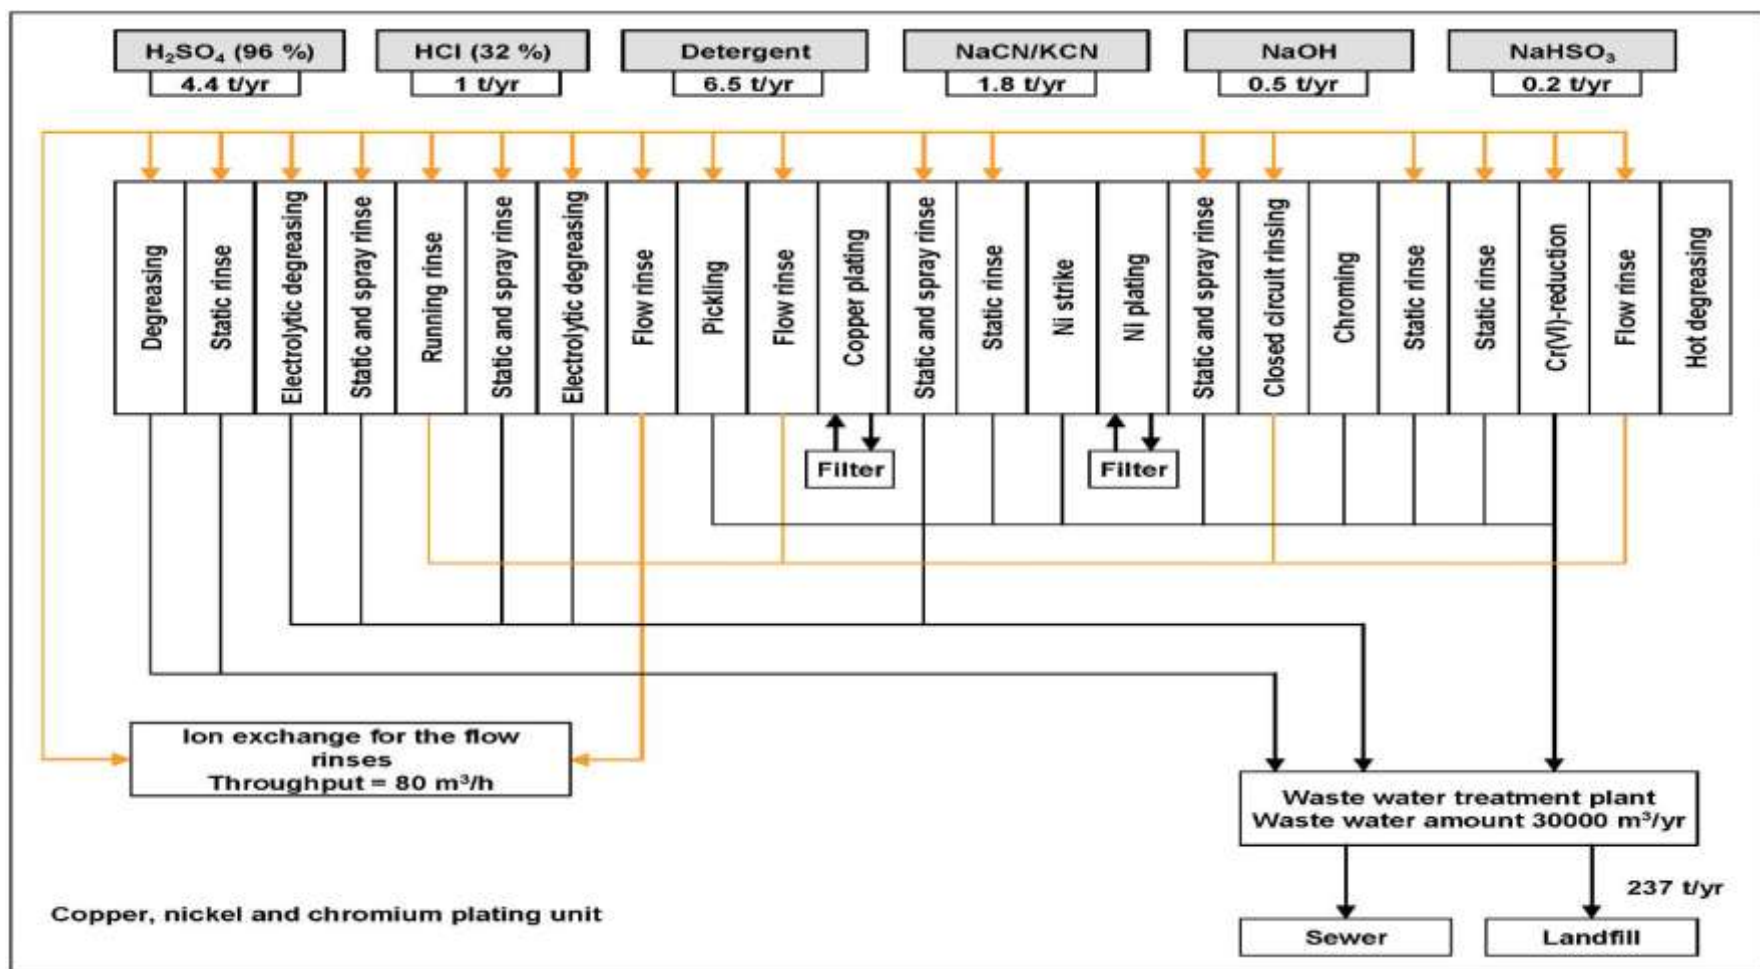 H₂SO₄ (96 %)
4.4 t/yr
HCl (32 %)
1 t/yr
Detergent
6.5 t/yr
NaCN/KCN
1.8 t/yr
NaOH
0.5 t/yr
NaHSO₃
0.2 t/yr
Degreasing
Static rinse
Electrolytic degreasing
Static and spray rinse
Running rinse
Static and spray rinse
Electrolytic degreasing
Flow rinse
Pickling
Flow rinse
Copper plating
Static and spray rinse
Static rinse
Ni strike
Ni plating
Static and spray rinse
Closed circuit rinsing
Chroming
Static rinse
Static rinse
Cr(VI)-reduction
Flow rinse
Hot degreasing
Filter
Filter
Ion exchange for the flow
rinses
Throughput = 80 m³/h
Waste water treatment plant
Waste water amount 30000 m³/yr
237 t/yr
Copper, nickel and chromium plating unit
Sewer
Landfill